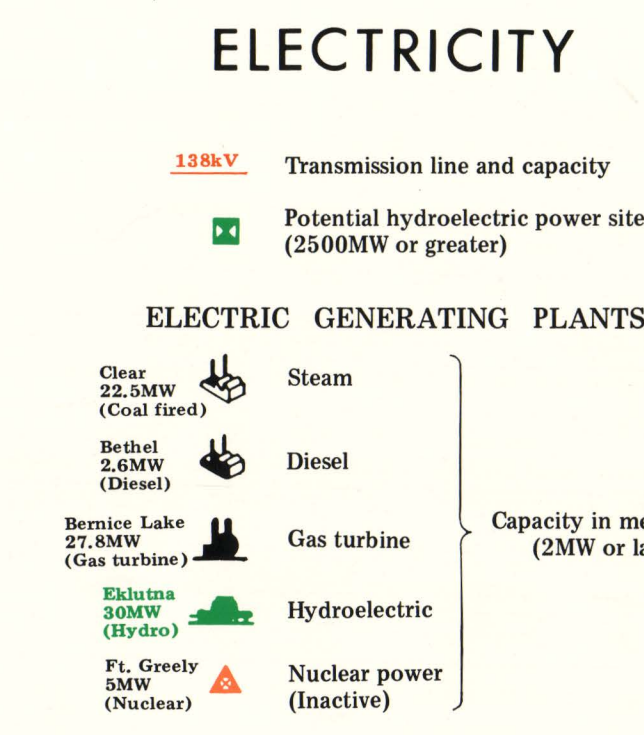 ELECTRICITY
138kV Transmission line and capacity
Potential hydroelectric power site
(2500MW or greater)
ELECTRIC GENERATING PLANTS
Clear
22.5MW
(Coal fired)
Steam
Bethel
2.6MW
(Diesel)
Diesel
Bernice Lake
27.8MW
(Gas turbine)
Gas turbine
Capacity in
(2MW or
Eklutna
30MW
(Hydro)
Hydroelectric
Ft. Greely
5MW
(Nuclear)
Nuclear power
(Inactive)